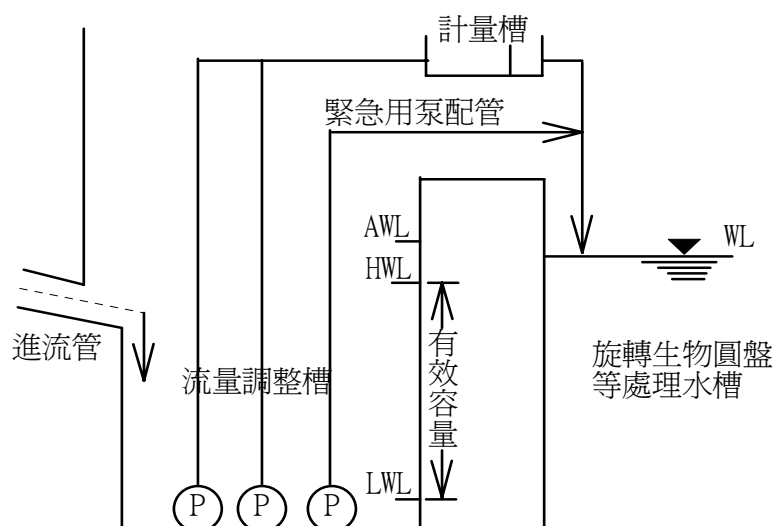 計量槽
緊急用泵配管
AWL
WL
HWL
進流管
有效容量
旋轉生物圓盤
等處理水槽
流量調整槽
LWL
P
P
P